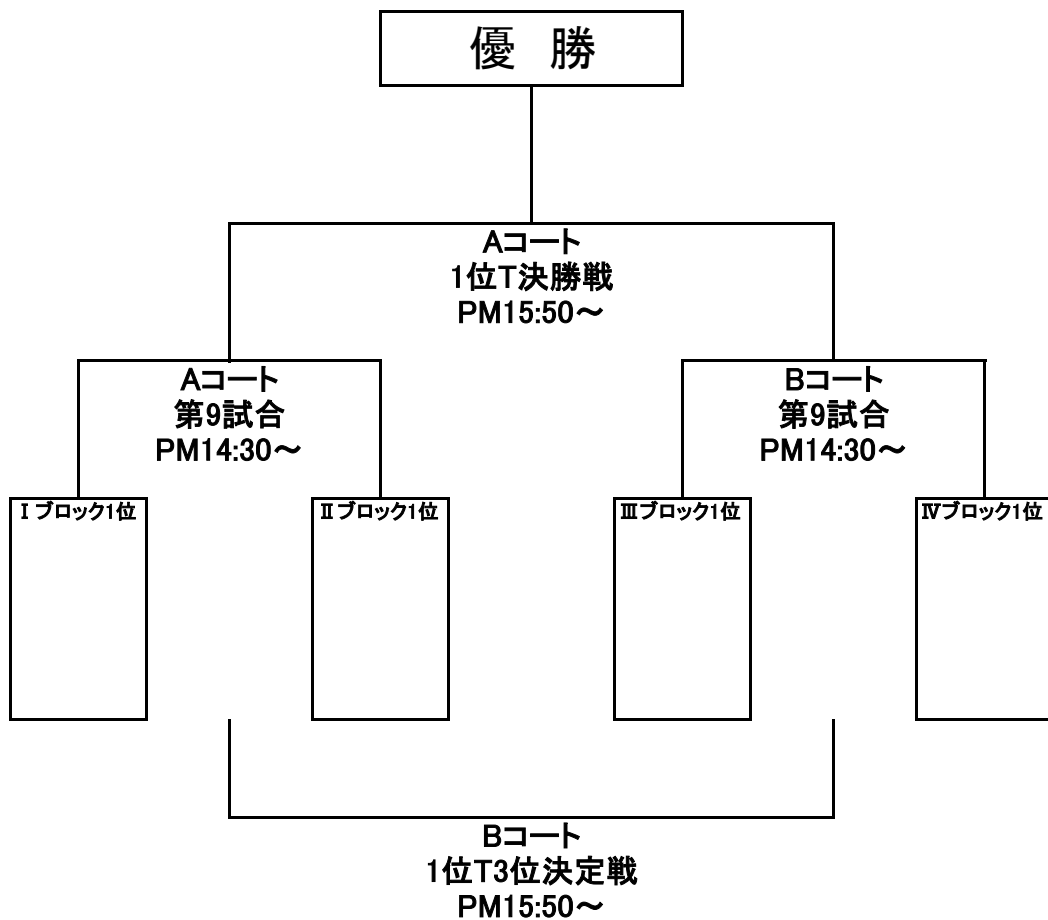 優 勝
Aコート
1位T決勝戦
PM15:50～
Aコート
第9試合
PM14:30～
Bコート
第9試合
PM14:30～
Ⅰブロック1位
Ⅱブロック1位
Ⅲブロック1位
Ⅳブロック1位
Bコート
1位T3位決定戦
PM15:50～